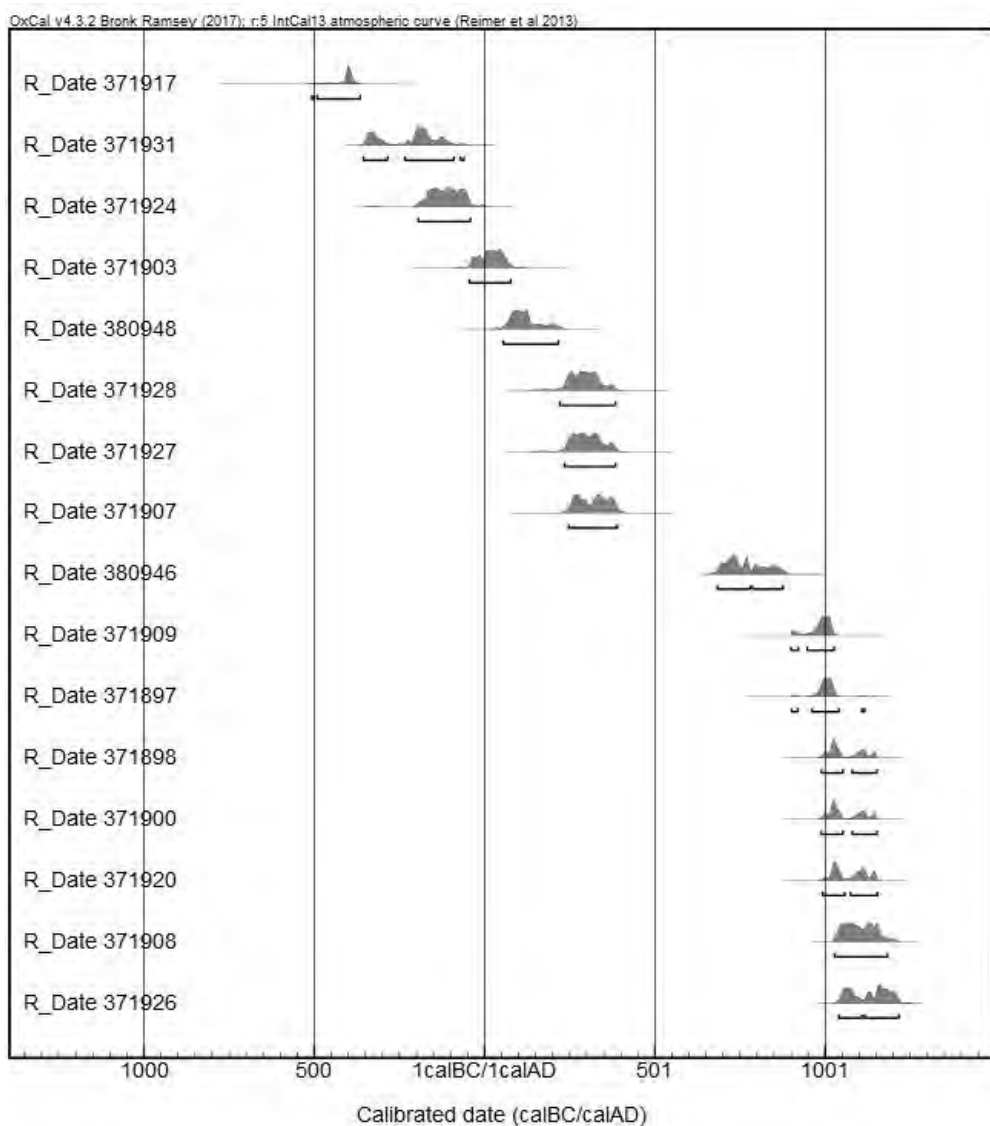 OxCal v4.3.2 Bronk Ramsey (2017); r:5 IntCal13 atmospheric curve (Reimer et al 2013)
R_Date 371917
R_Date 371931
R_Date 371924
R_Date 371903
R_Date 380948
R_Date 371928
R_Date 371927
R_Date 371907
R_Date 380946
R_Date 371909
R_Date 371897
R_Date 371898
R_Date 371900
R_Date 371920
R_Date 371908
R_Date 371926
1000 500 1calBC/1calAD 501 1001
Calibrated date (calBC/calAD)